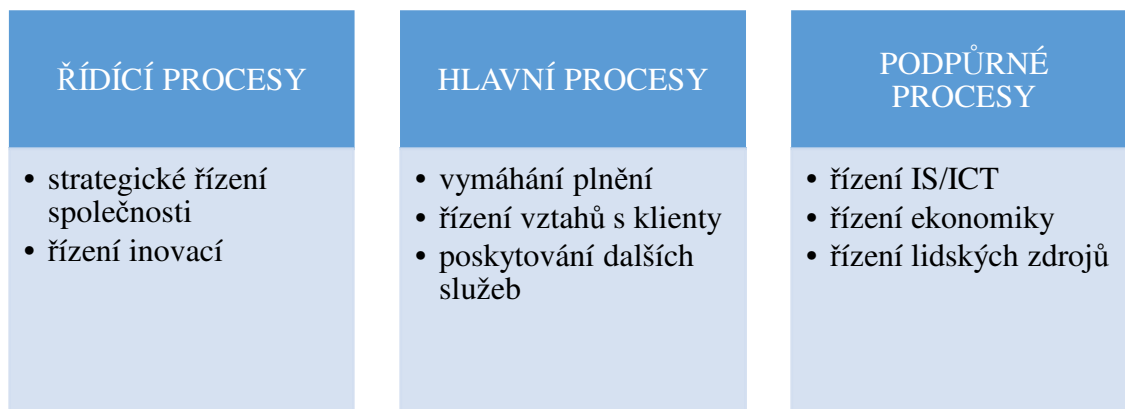 ŘÍDÍCÍ PROCESY
• strategické řízení
společnosti
• řízení inovací
HLAVNÍ PROCESY
• vymáhání plnění
• řízení vztahů s klienty
• poskytování dalších
služeb
PODPŮRNÉ
PROCESY
• řízení IS/ICT
• řízení ekonomiky
• řízení lidských zdrojů